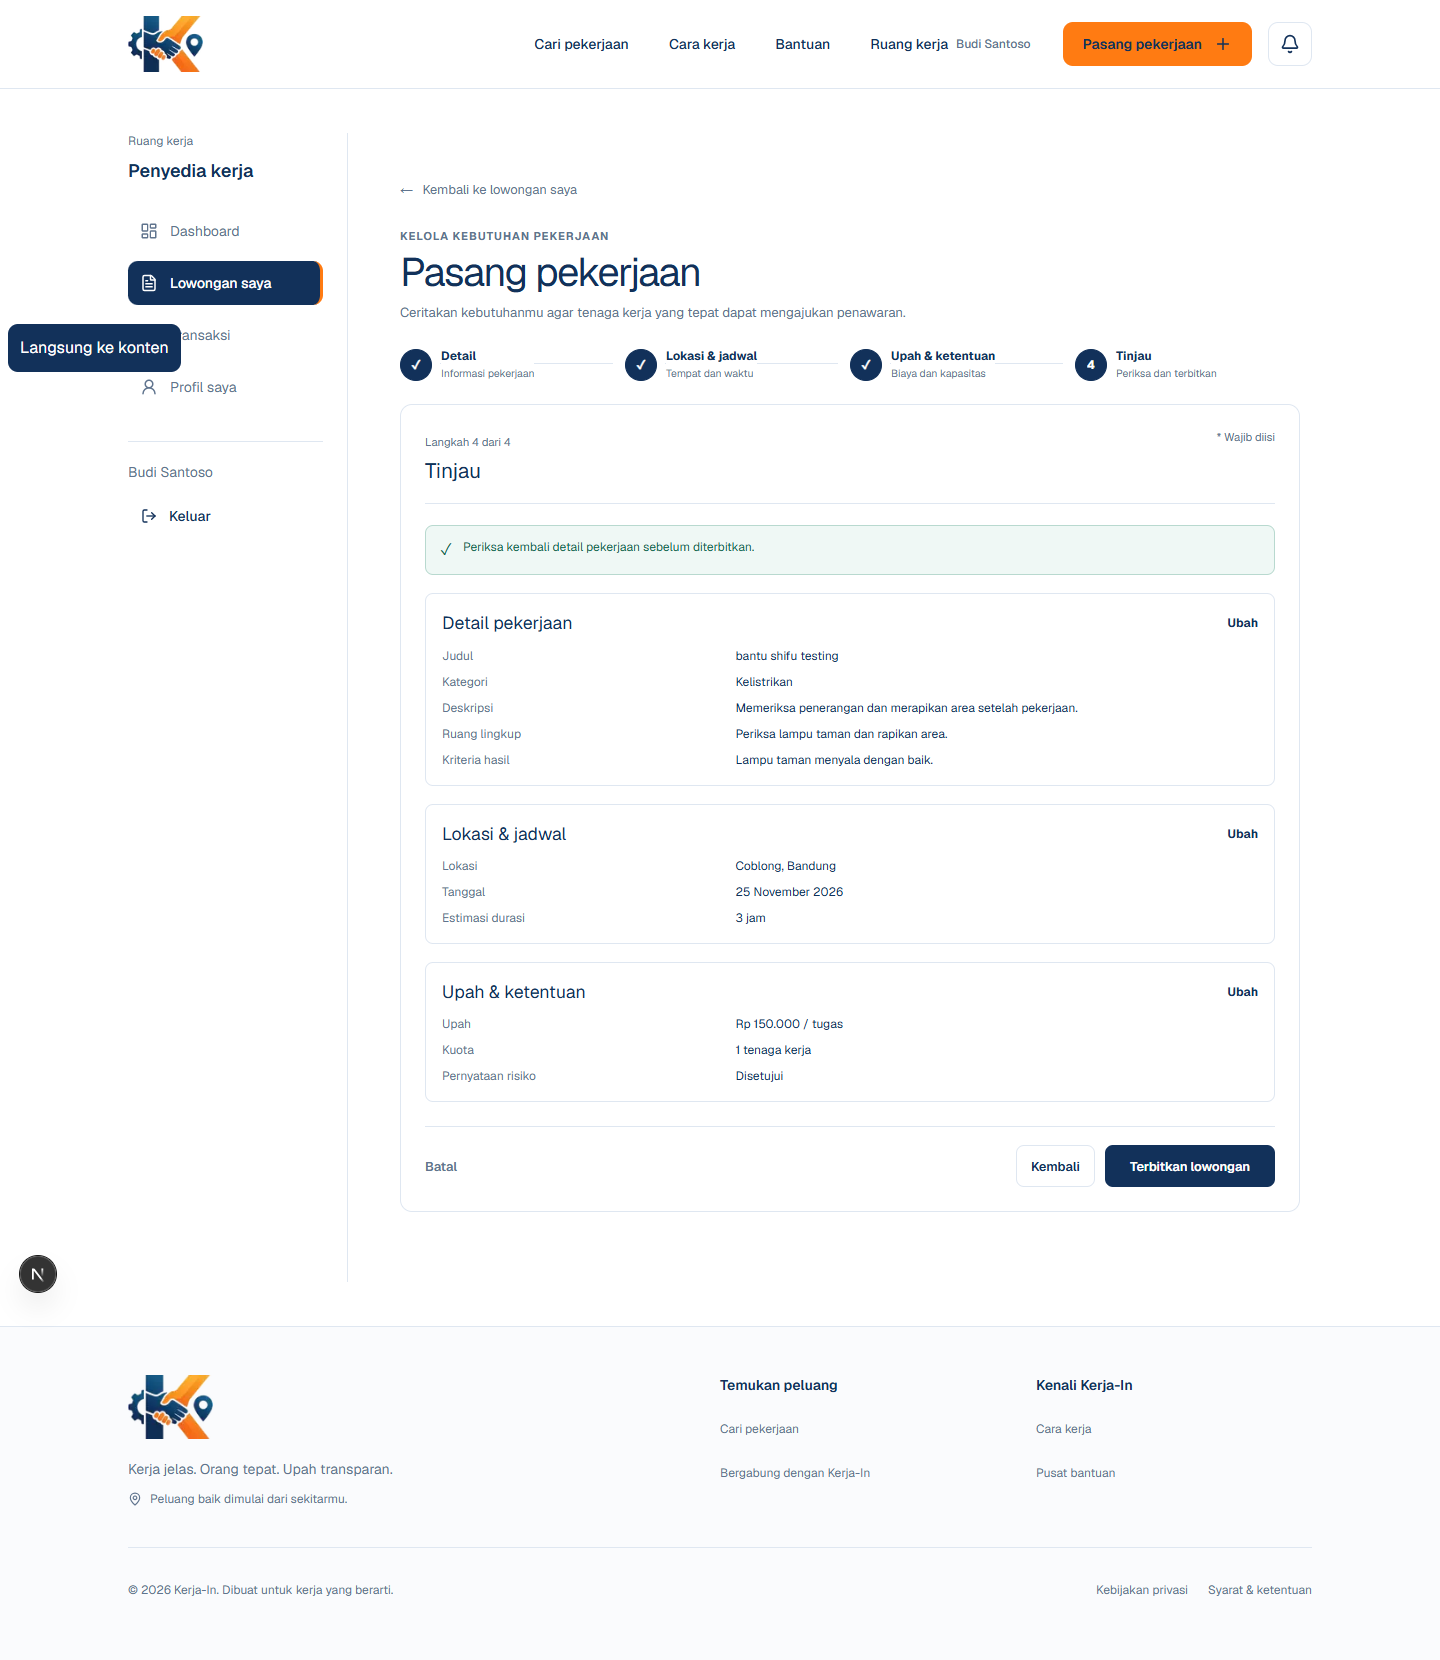 Cari pekerjaan
Cara kerja
Bantuan
Ruang kerja Budi Santoso
Pasang pekerjaan +
Ruang kerja
Penyedia kerja
Dashboard
Lowongan saya
ansaksi
Langsung ke konten
Profil saya
Budi Santoso
Keluar
← Kembali ke lowongan saya
KELOLA KEBUTUHAN PEKERJAAN
Pasang pekerjaan
Ceritakan kebutuhanmu agar tenaga kerja yang tepat dapat mengajukan penawaran.
✓ Detail
Informasi pekerjaan
✓ Lokasi & jadwal
Tempat dan waktu
✓ Upah & ketentuan
Biaya dan kapasitas
4 Tinjau
Periksa dan terbitkan
Langkah 4 dari 4
* Wajib diisi
Tinjau
✓ Periksa kembali detail pekerjaan sebelum diterbitkan.
Detail pekerjaan
Ubah
Judul bantu shifu testing
Kategori Kelistrikan
Deskripsi Memeriksa penerangan dan merapikan area setelah pekerjaan.
Ruang lingkup Periksa lampu taman dan rapikan area.
Kriteria hasil Lampu taman menyala dengan baik.
Lokasi & jadwal
Ubah
Lokasi Coblong, Bandung
Tanggal 25 November 2026
Estimasi durasi 3 jam
Upah & ketentuan
Ubah
Upah Rp 150.000 / tugas
Kuota 1 tenaga kerja
Pernyataan risiko Disetujui
Batal
Kembali
Terbitkan lowongan
N
Kerja jelas. Orang tepat. Upah transparan.
Peluang baik dimulai dari sekitarmu.
Temukan peluang
Cari pekerjaan
Bergabung dengan Kerja-In
Kenali Kerja-In
Cara kerja
Pusat bantuan
© 2026 Kerja-In. Dibuat untuk kerja yang berarti.
Kebijakan privasi
Syarat & ketentuan